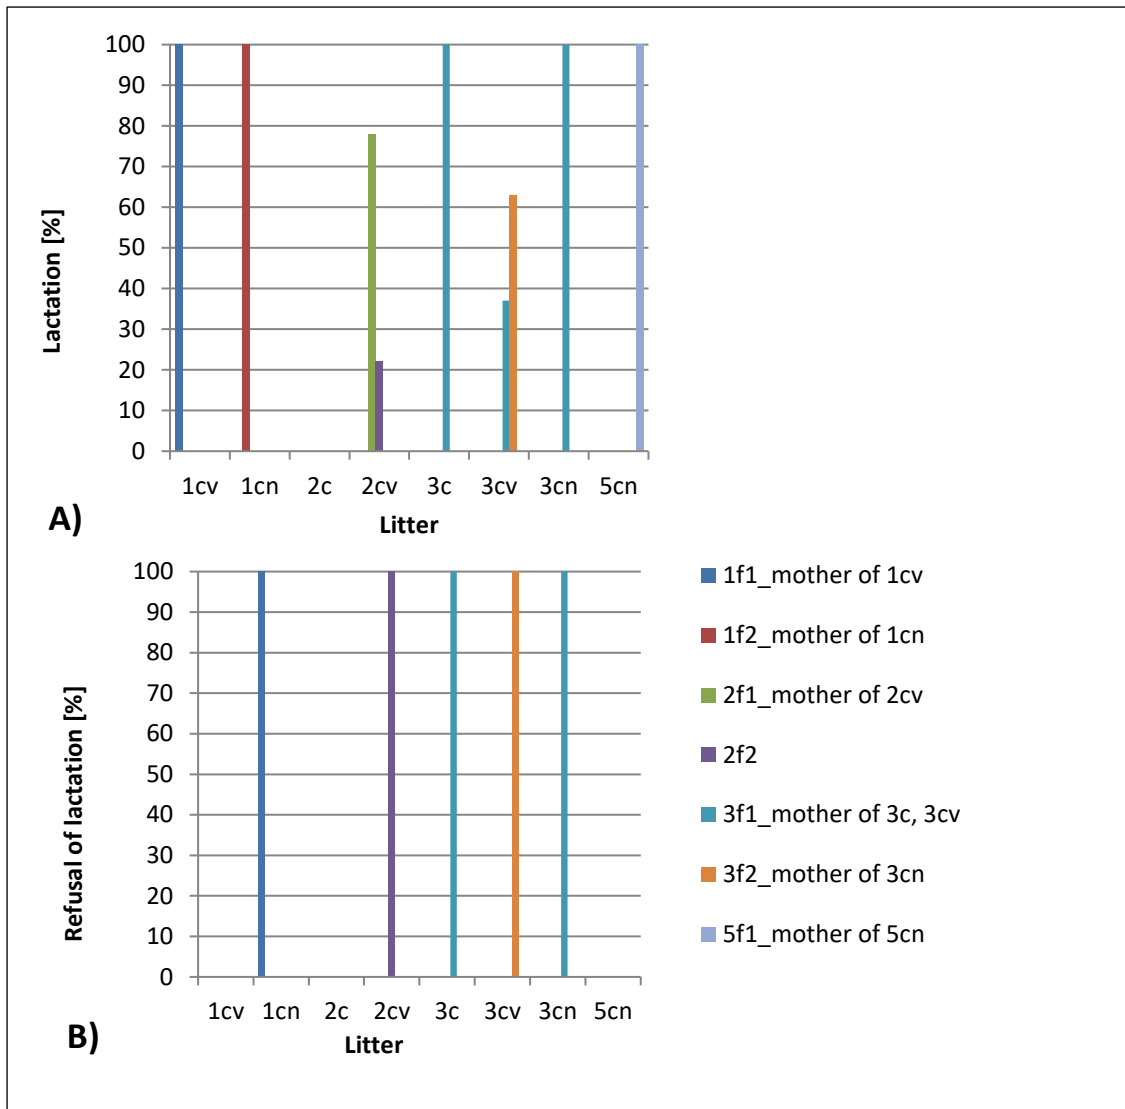 100
90
80
70
60
50
40
30
20
10
0
Lactation [%]
1cv 1cn 2c 2cv 3c 3cv 3cn 5cn
A)
Litter
100
90
80
70
60
50
40
30
20
10
0
Refusal of lactation [%]
1cv 1cn 2c 2cv 3c 3cv 3cn 5cn
B)
Litter
1f1_mother of 1cv
1f2_mother of 1cn
2f1_mother of 2cv
2f2
3f1_mother of 3c, 3cv
3f2_mother of 3cn
5f1_mother of 5cn